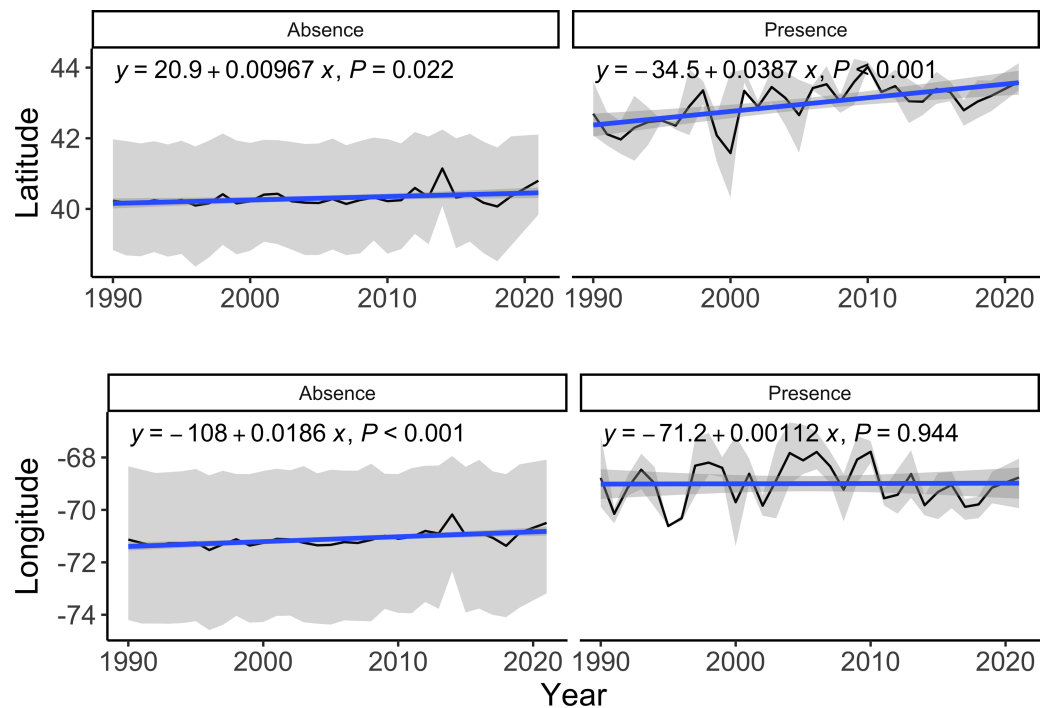 Absence Presence
y = 20.9 + 0.00967 x, P = 0.022 y = − 34.5 + 0.0387 x, P < 0.001
44
42
40
Latitude
1990 2000 2010 2020 1990 2000 2010 2020
Absence Presence
y = − 108 + 0.0186 x, P < 0.001 y = − 71.2 + 0.00112 x, P = 0.944
-68
-70
-72
-74
Longitude
1990 2000 2010 2020 1990 2000 2010 2020
Year